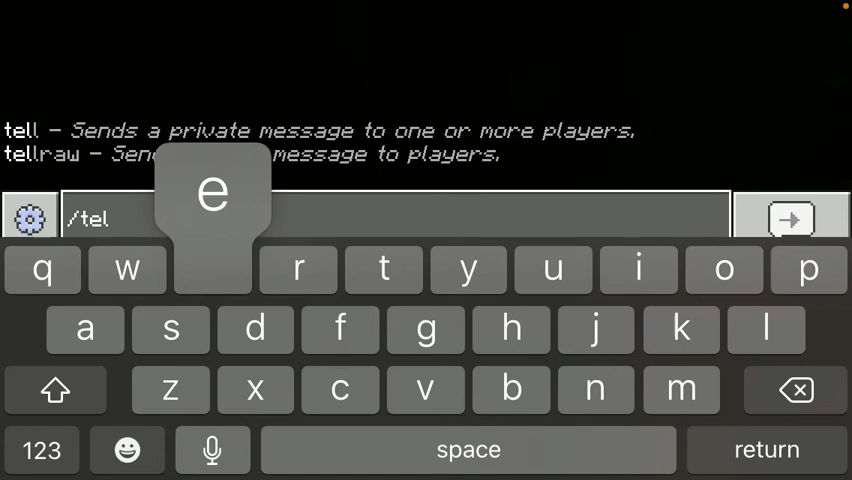 tell - Sends a private message to one or more players.
tellraw - Sen message to players.
e
/tel
q w r t y u i o p
a s d f g h j k l
z x c v b n m
123 space return